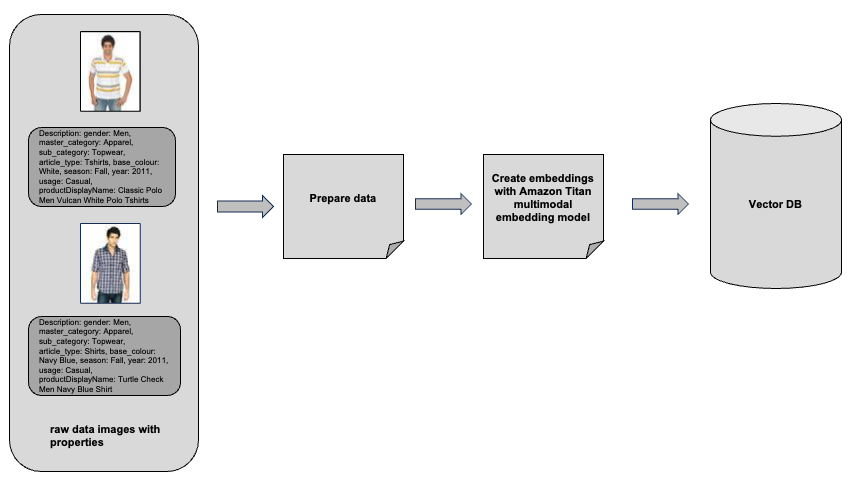 Description: gender: Men,
master_category: Apparel,
sub_category: Topwear,
article_type: Tshirts, base_colour:
White, season: Fall, year: 2011,
usage: Casual,
productDisplayName: Classic Polo
Men Vulcan White Polo Tshirts
Description: gender: Men,
master_category: Apparel,
sub_category: Topwear,
article_type: Shirts, base_colour:
Navy Blue, season: Fall, year: 2011,
usage: Casual,
productDisplayName: Turtle Check
Men Navy Blue Shirt
raw data images with
properties
Prepare data
Create embeddings
with Amazon Titan
multimodal
embedding model
Vector DB